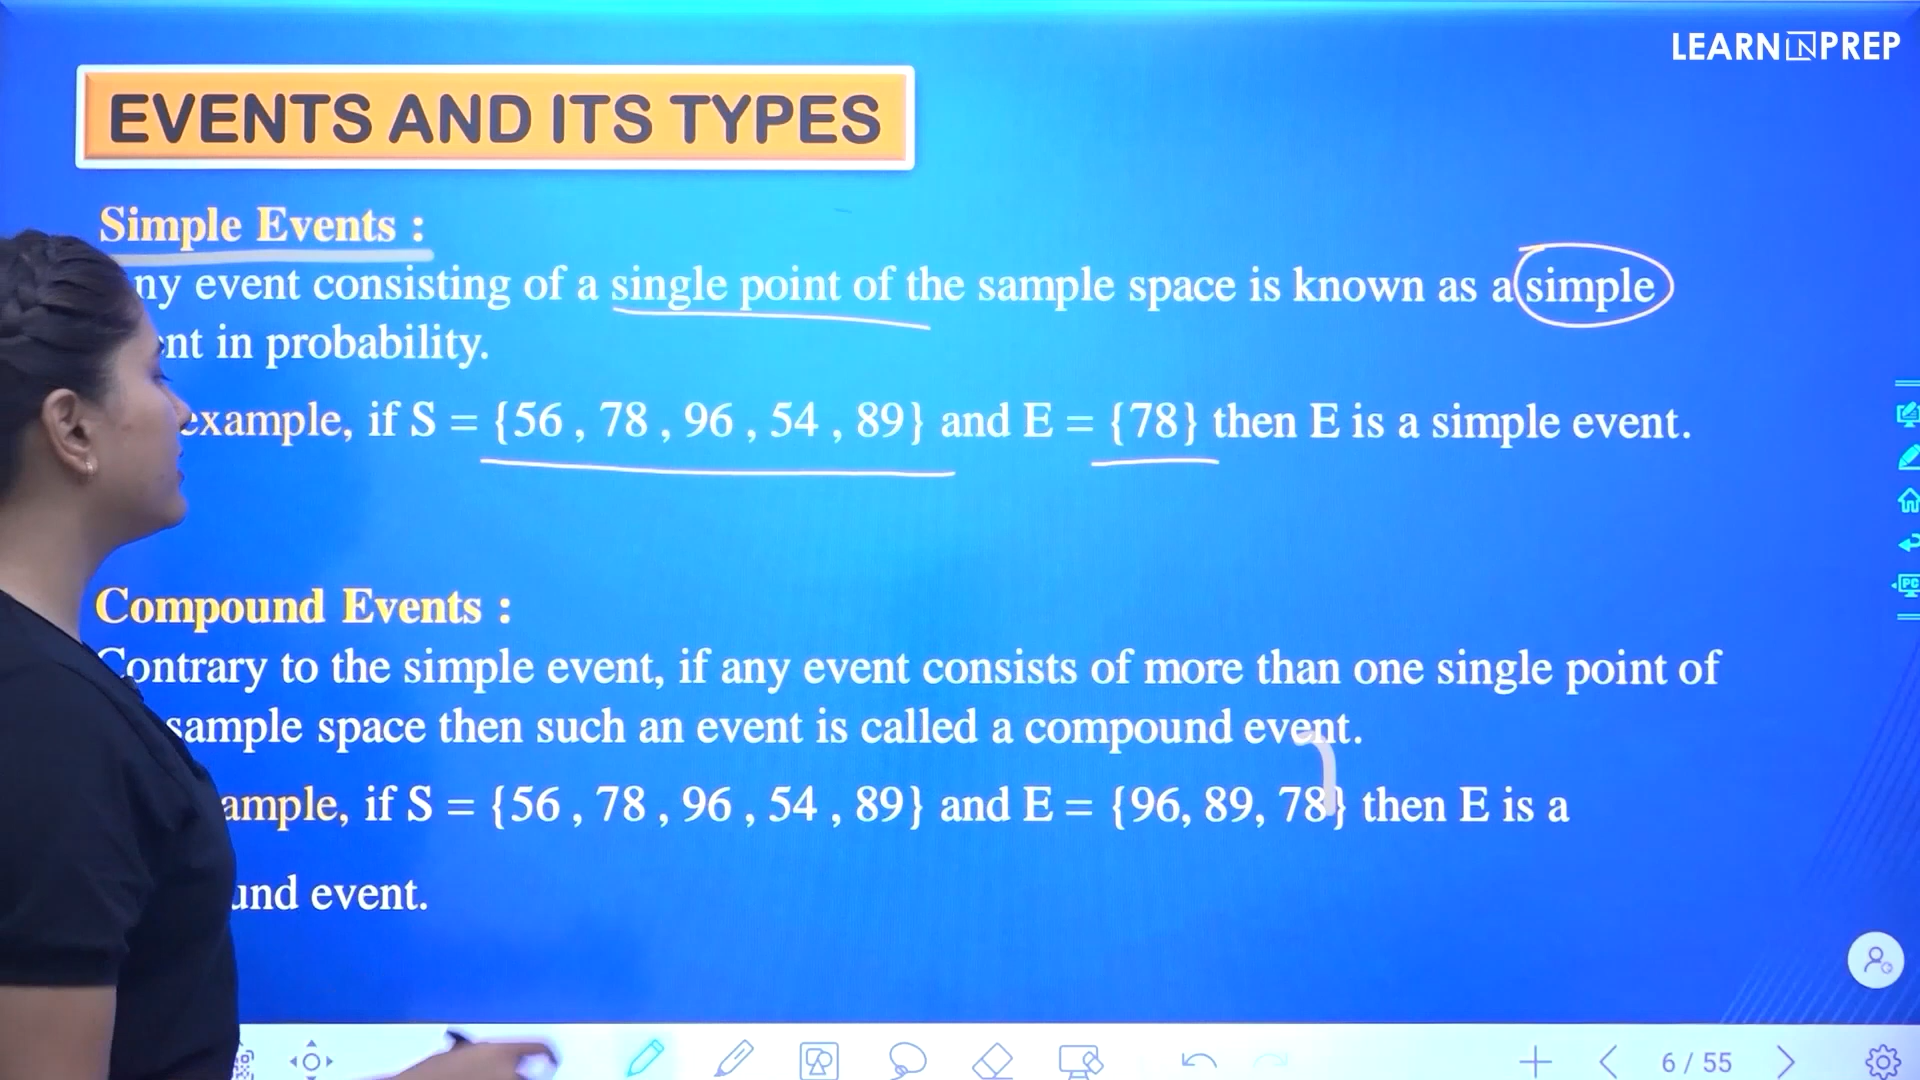 LEARN IN PREP
EVENTS AND ITS TYPES
Simple Events :
ny event consisting of a single point of the sample space is known as a simple
nt in probability.
example, if S = {56 , 78 , 96 , 54 , 89} and E = {78} then E is a simple event.
Compound Events :
Contrary to the simple event, if any event consists of more than one single point of
sample space then such an event is called a compound event.
ample, if S = {56 , 78 , 96 , 54 , 89} and E = {96, 89, 78} then E is a
und event.
PC
6 / 55